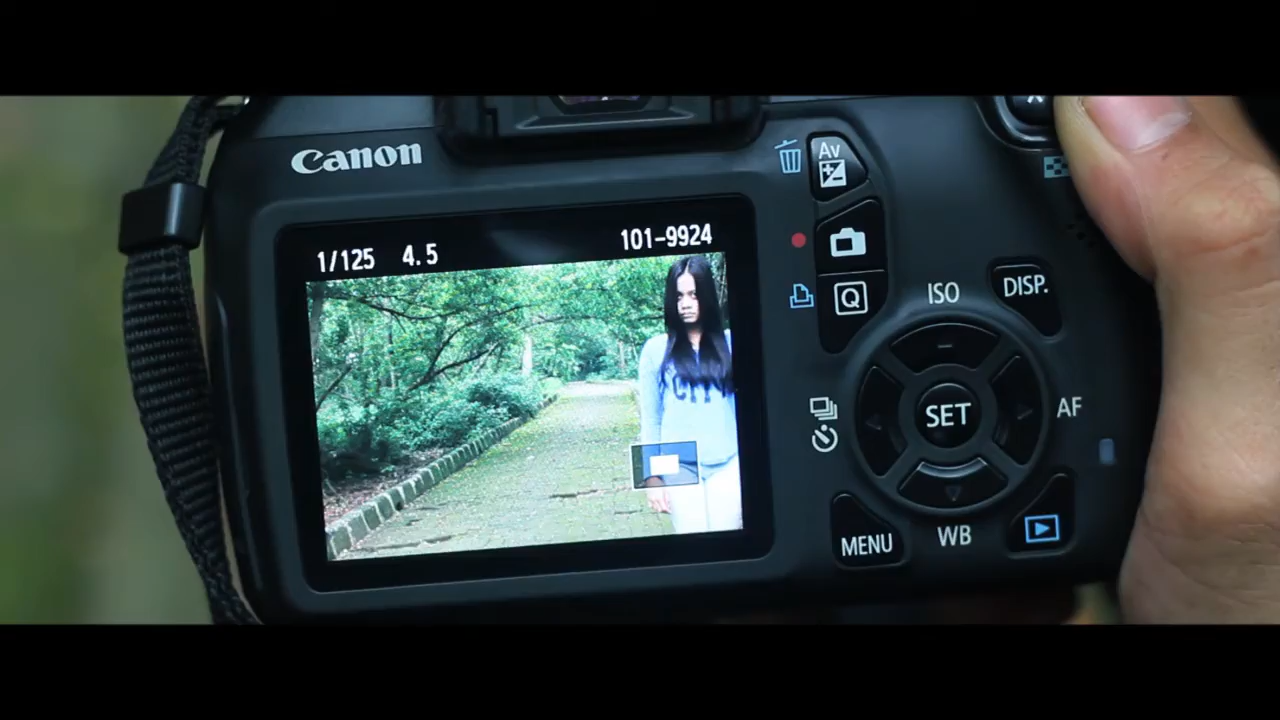 Canon
Av
1/125 4.5 101-9924
Q
ISO
DISP.
SET
AF
WB
MENU